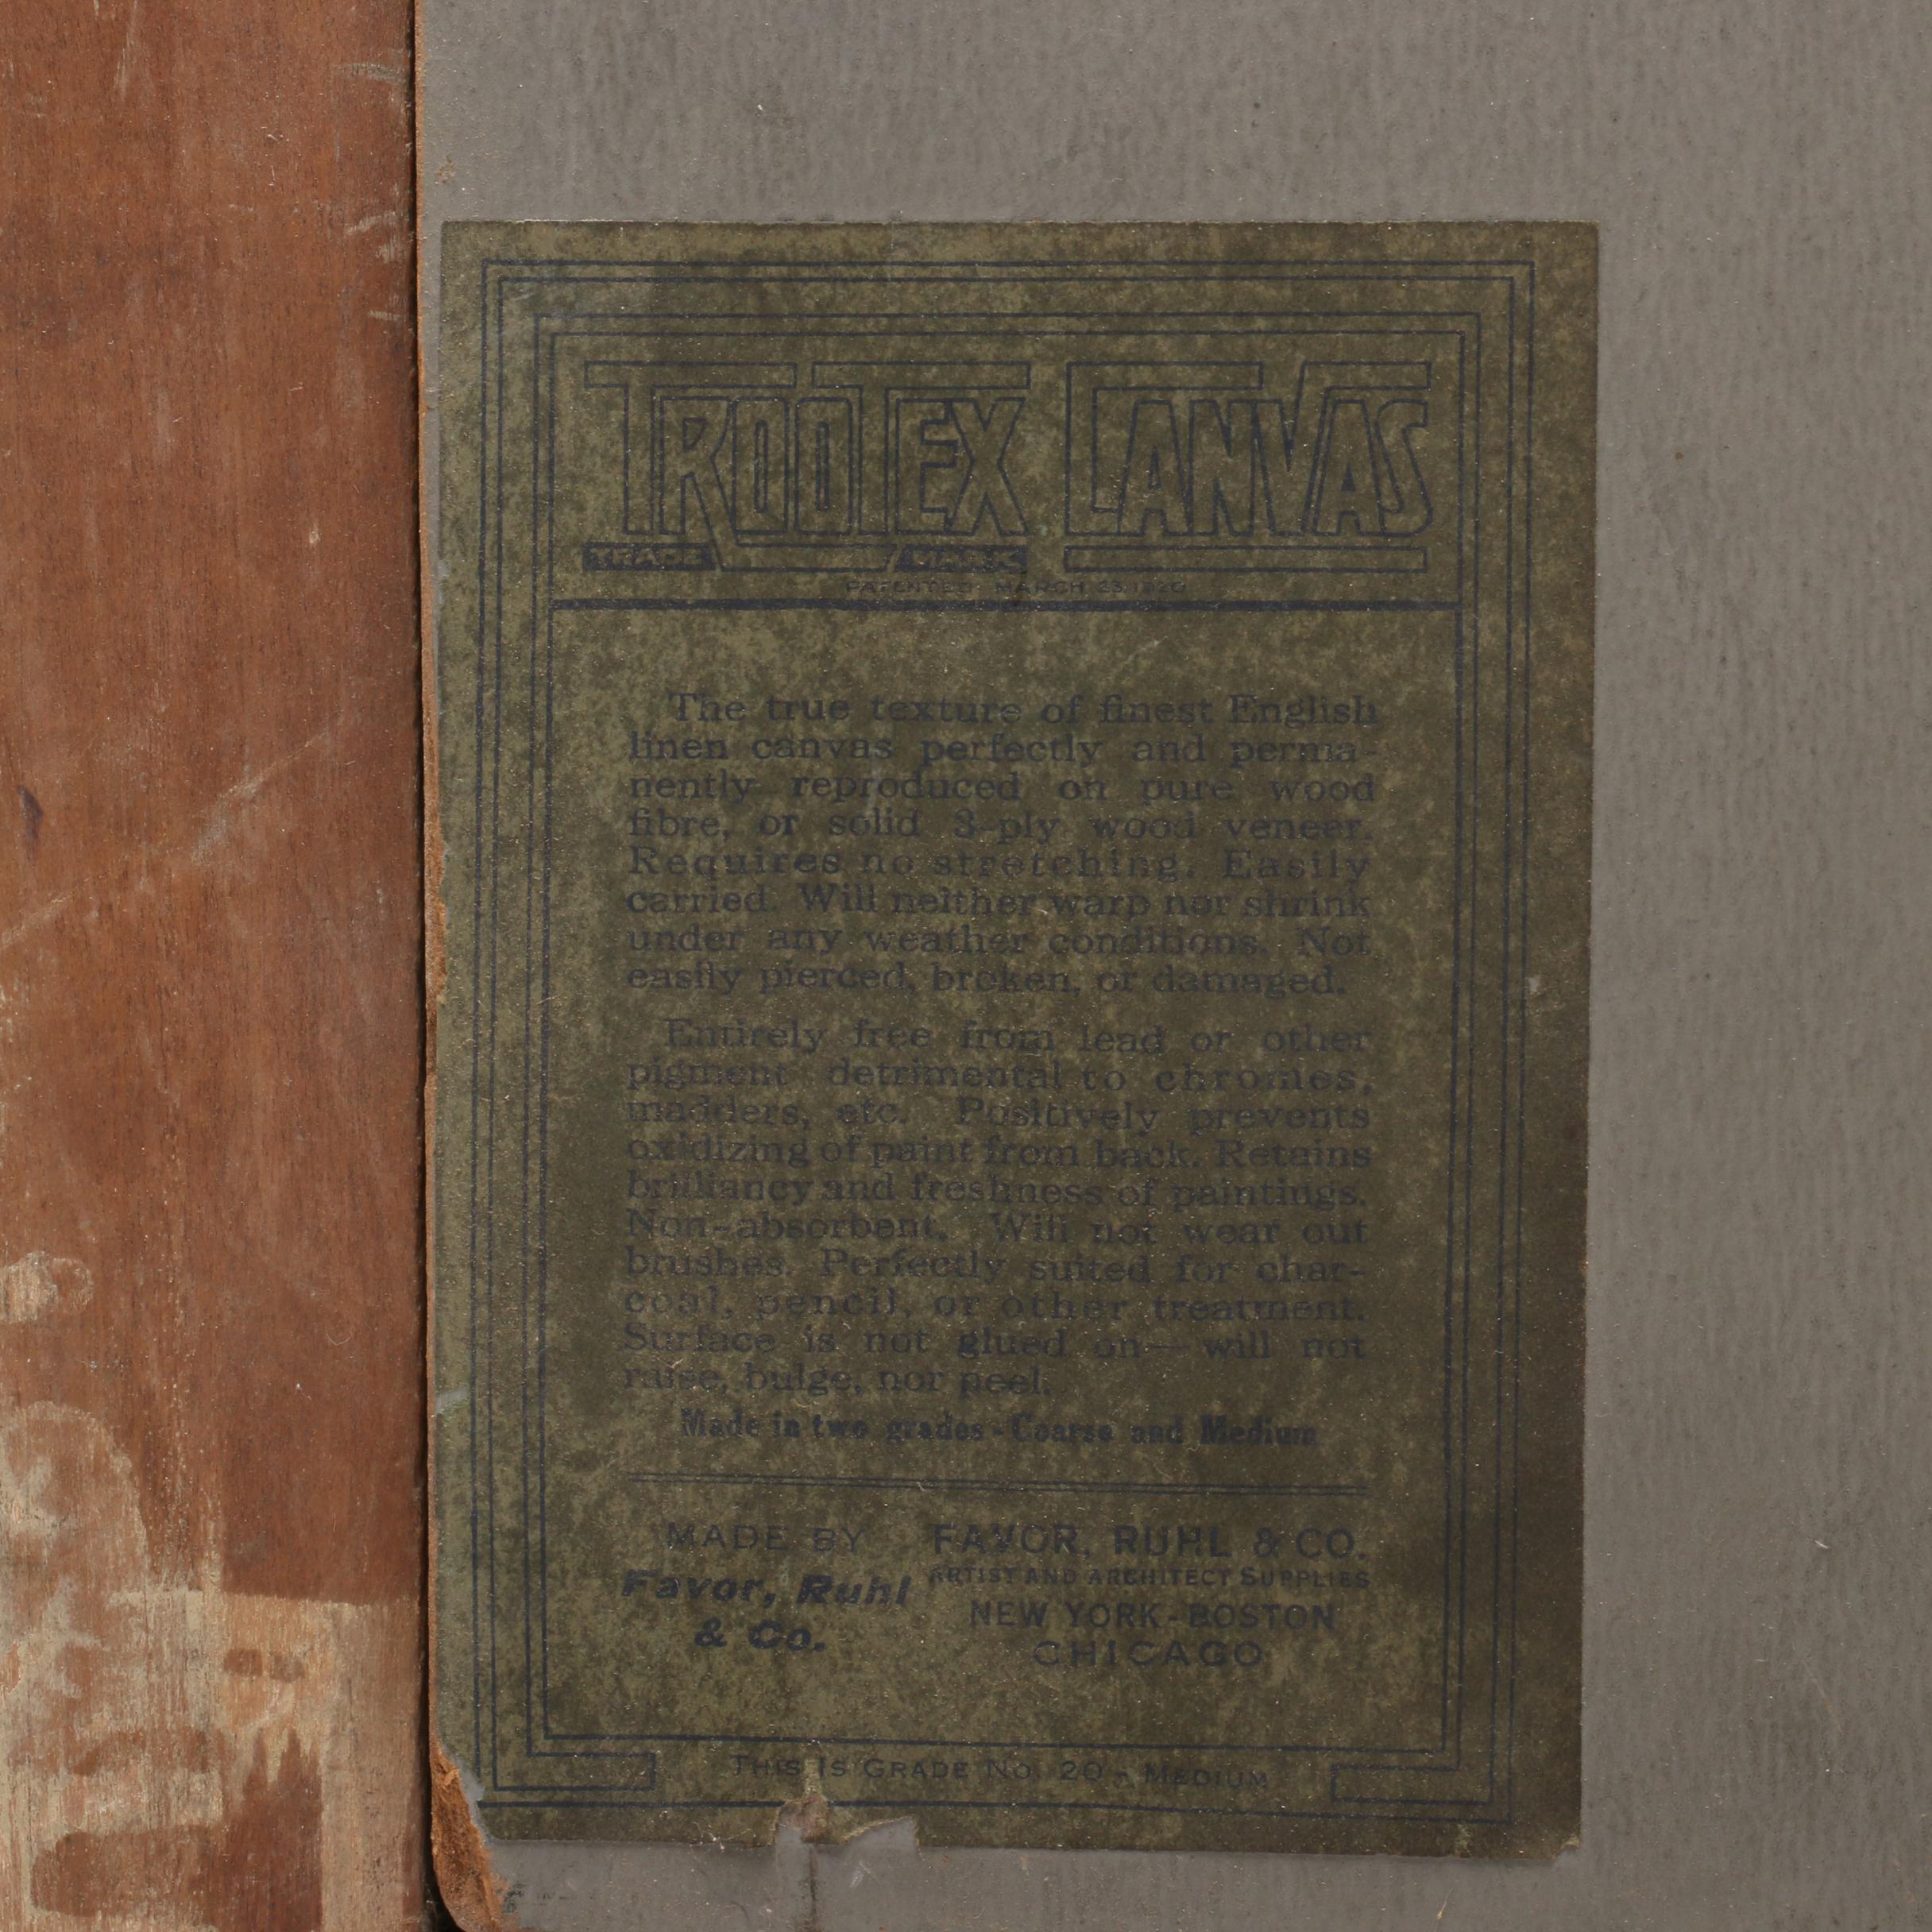 TROOTEX CANVAS
TRADE MARK
PATENTED MARCH 23 1920
The true texture of finest English
linen canvas perfectly and perma-
nently reproduced on pure wood
fibre, or solid 3-ply wood veneer.
Requires no stretching. Easily
carried. Will neither warp nor shrink
under any weather conditions. Not
easily pierced, broken, or damaged.
Entirely free from lead or other
pigment detrimental to chromes,
madders, etc. Positively prevents
oxidizing of paint from back. Retains
brilliancy and freshness of paintings.
Non-absorbent. Will not wear out
brushes. Perfectly suited for char-
coal, pencil, or other treatment.
Surface is not glued on—will not
raise, bulge, nor peel.
Made in two grades - Coarse and Medium
MADE BY
Favor, Ruhl
& Co.
FAVOR, RUHL & CO.
ARTIST AND ARCHITECT SUPPLIES
NEW YORK - BOSTON
CHICAGO
THIS IS GRADE No. 20 - MEDIUM